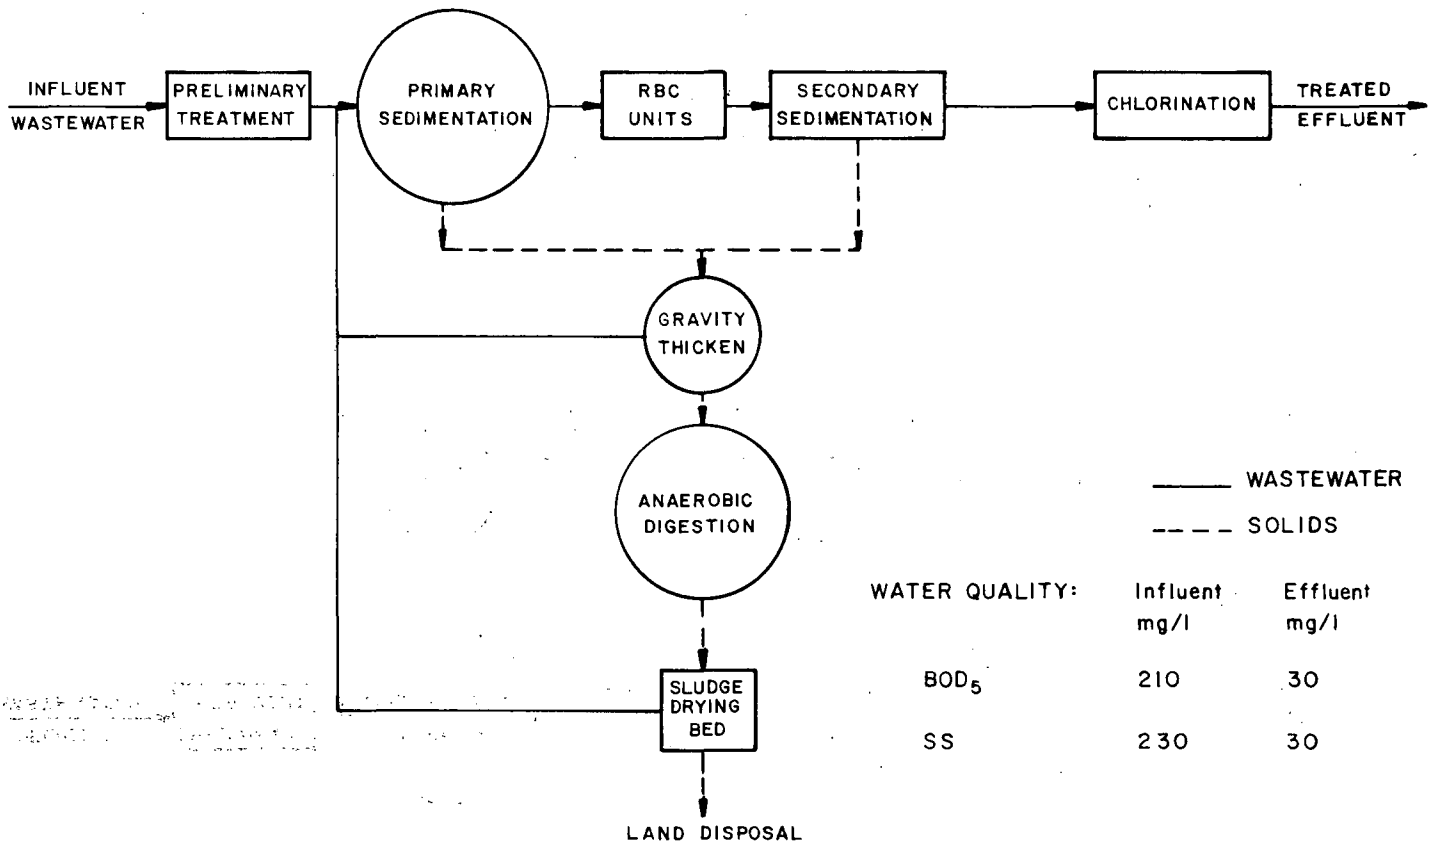 INFLUENT
WASTEWATER
PRELIMINARY
TREATMENT
PRIMARY
SEDIMENTATION
RBC
UNITS
SECONDARY
SEDIMENTATION
CHLORINATION
TREATED
EFFLUENT
GRAVITY
THICKEN
ANAEROBIC
DIGESTION
SLUDGE
DRYING
BED
LAND DISPOSAL
WASTEWATER
SOLIDS
WATER QUALITY: Influent Effluent
mg/l mg/l
BOD5 210 30
SS 230 30